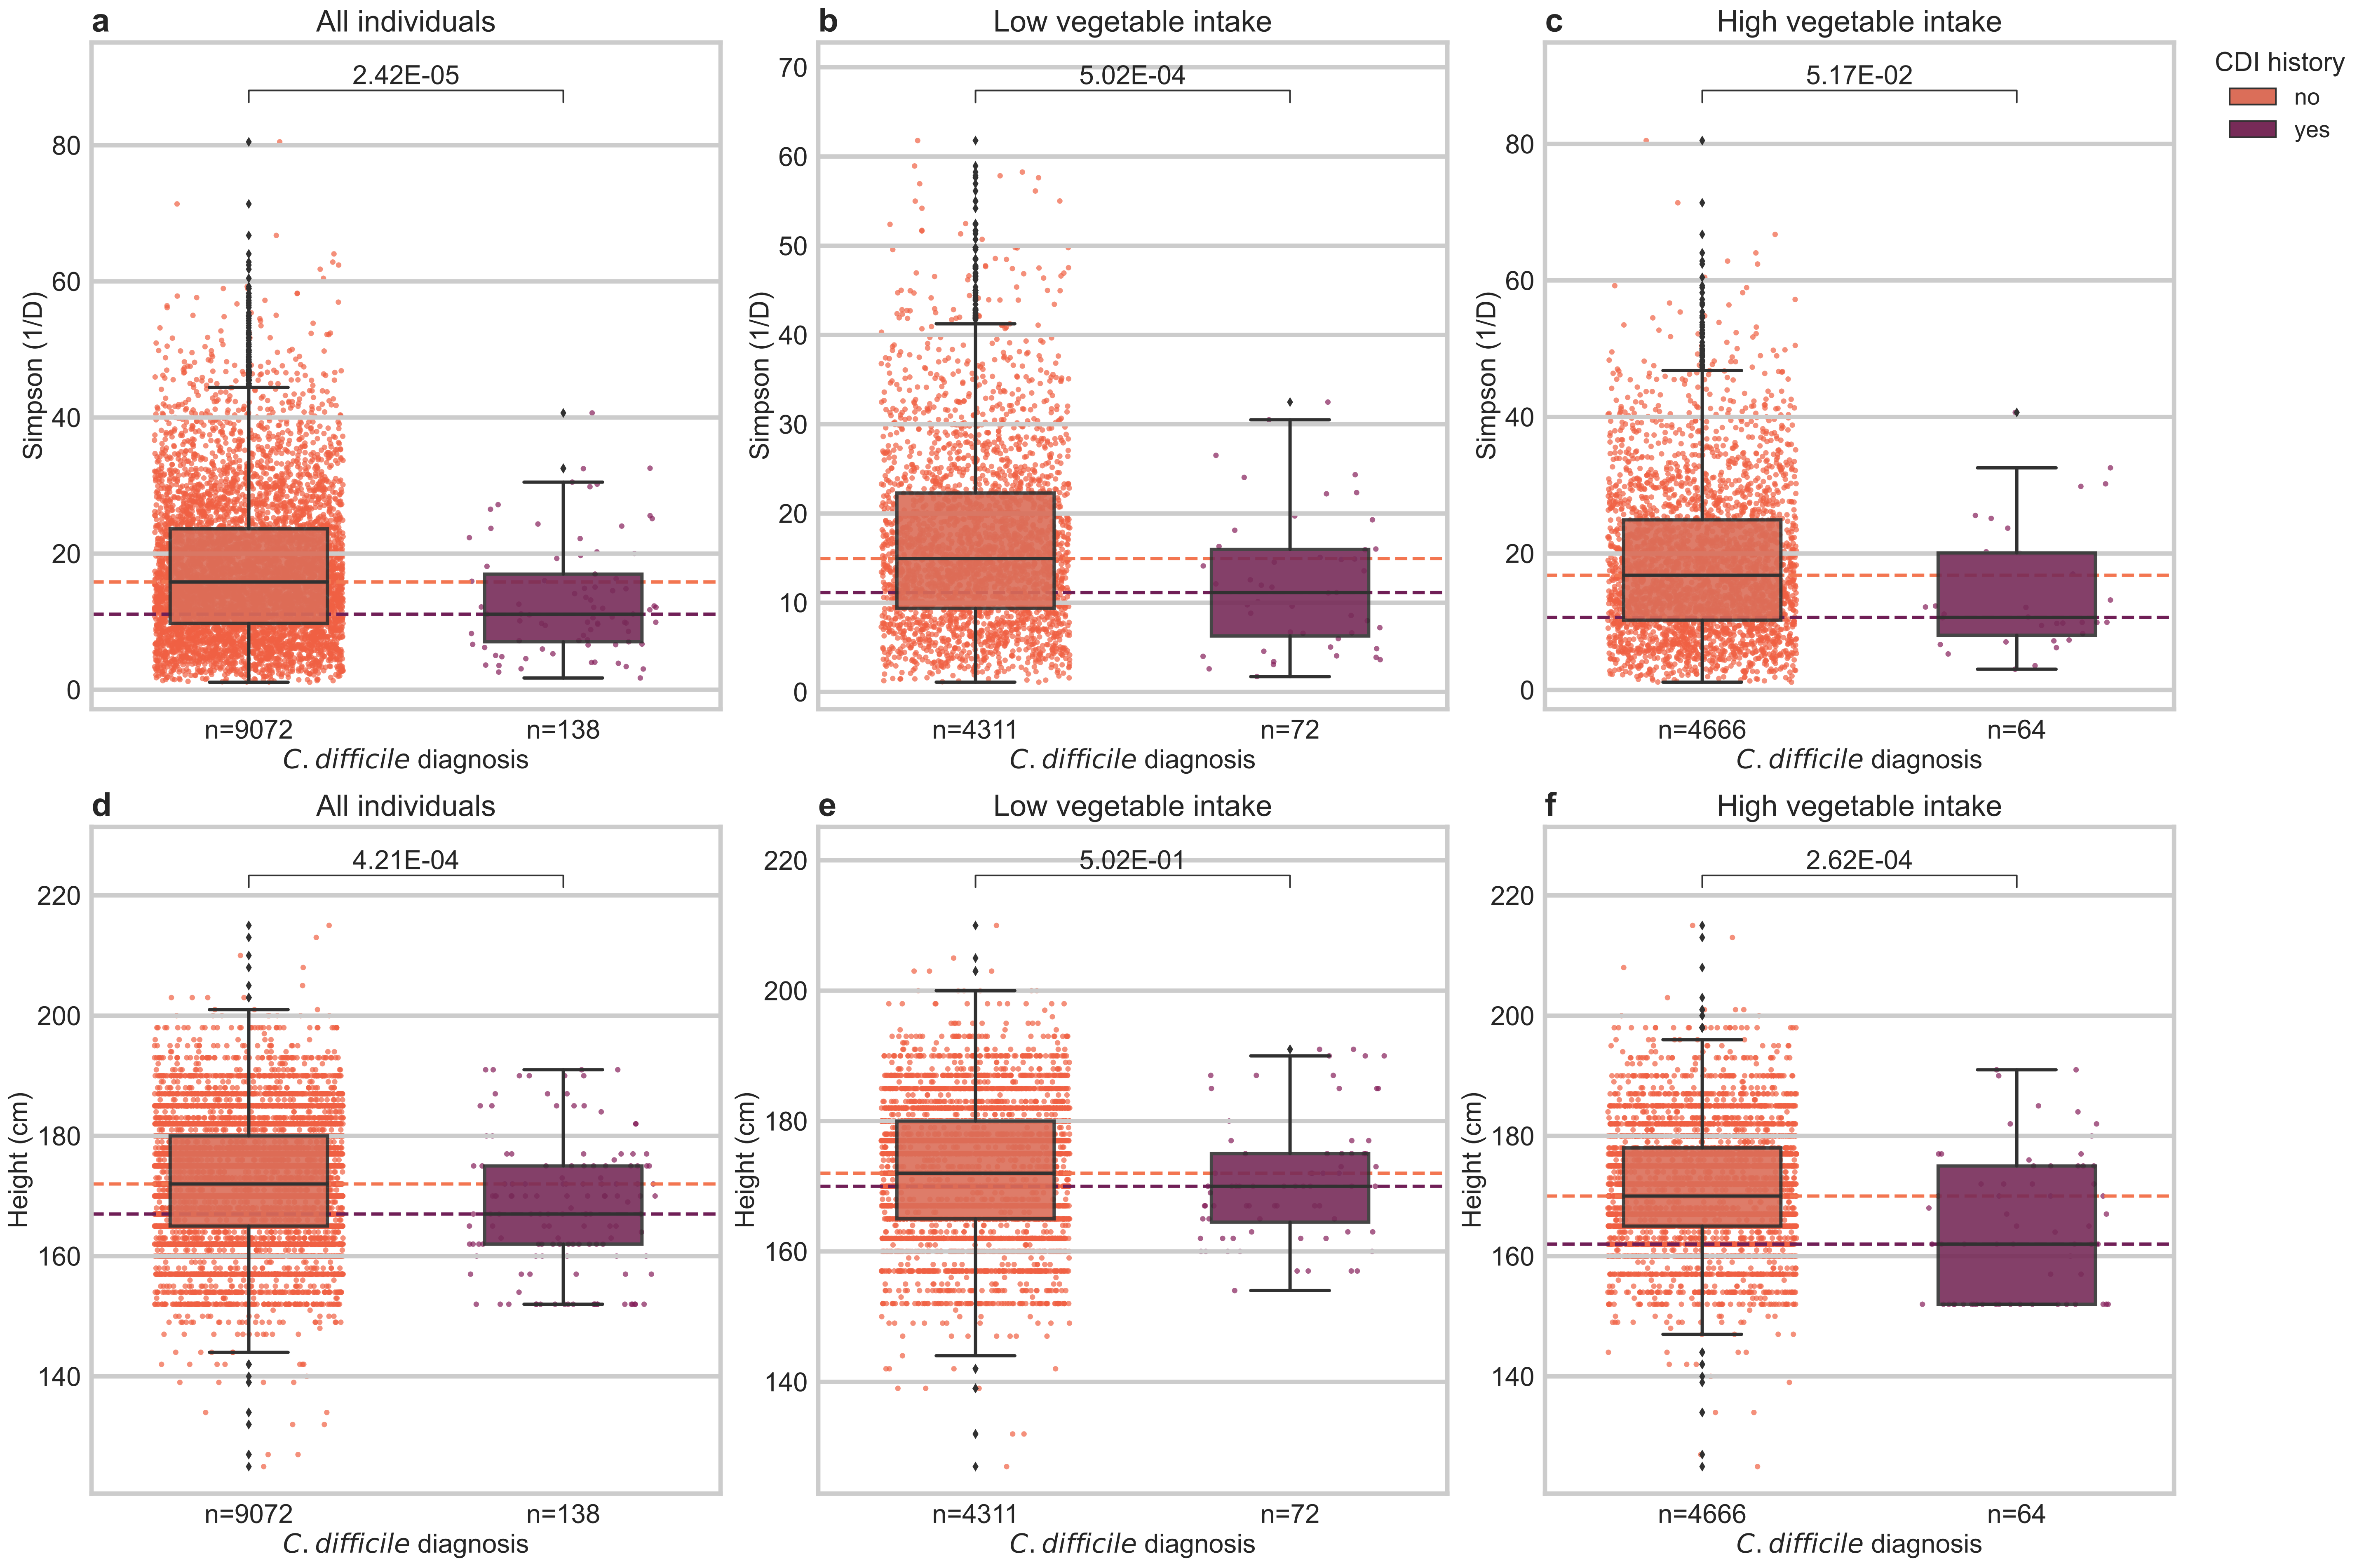 a All individuals
2.42E-05
80
60
40
20
0
Simpson (1/D)
n=9072 n=138
C. difficile diagnosis
b Low vegetable intake
5.02E-04
70
60
50
40
30
20
10
0
Simpson (1/D)
n=4311 n=72
C. difficile diagnosis
c High vegetable intake
5.17E-02
80
60
40
20
0
Simpson (1/D)
n=4666 n=64
C. difficile diagnosis
CDI history
no
yes
d All individuals
4.21E-04
220
200
180
160
140
Height (cm)
n=9072 n=138
C. difficile diagnosis
e Low vegetable intake
5.02E-01
220
200
180
160
140
Height (cm)
n=4311 n=72
C. difficile diagnosis
f High vegetable intake
2.62E-04
220
200
180
160
140
Height (cm)
n=4666 n=64
C. difficile diagnosis